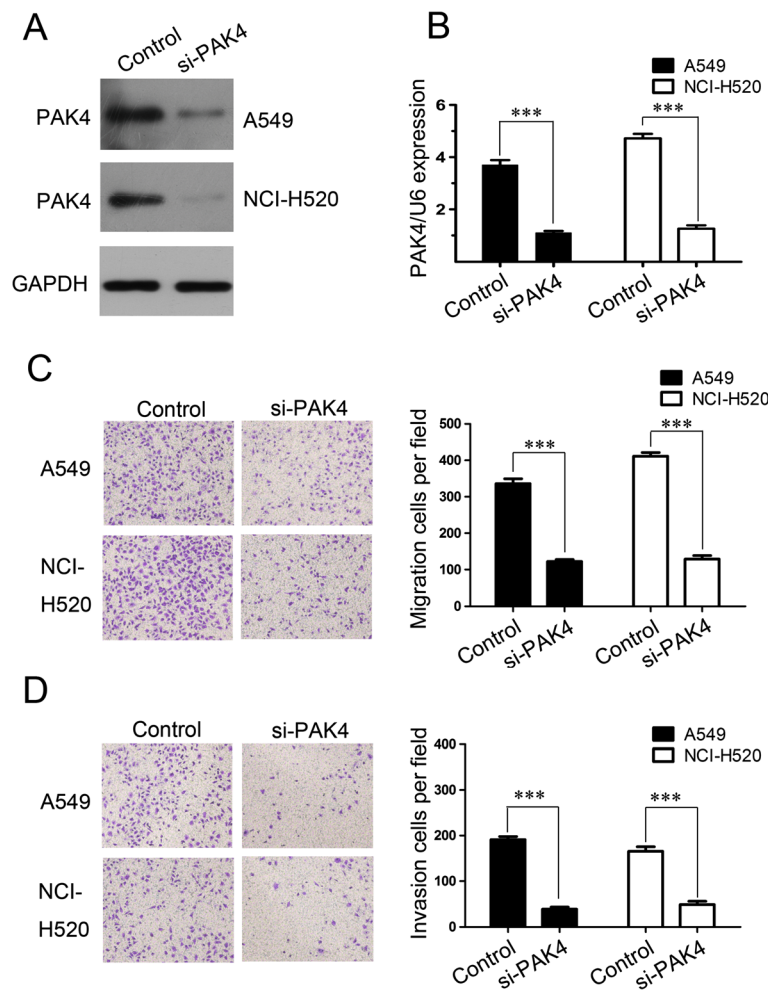 A
Control
si-PAK4
PAK4
A549
PAK4
NCI-H520
GAPDH
B
A549
NCI-H520
PAK4/U6 expression
6
4
2
***
***
Control
si-PAK4
Control
si-PAK4
C
Control
si-PAK4
A549
NCI-
H520
A549
NCI-H520
Migration cells per field
500
400
300
200
100
0
***
***
Control
si-PAK4
Control
si-PAK4
D
Control
si-PAK4
A549
NCI-
H520
A549
NCI-H520
Invasion cells per field
400
300
200
100
0
***
***
Control
si-PAK4
Control
si-PAK4